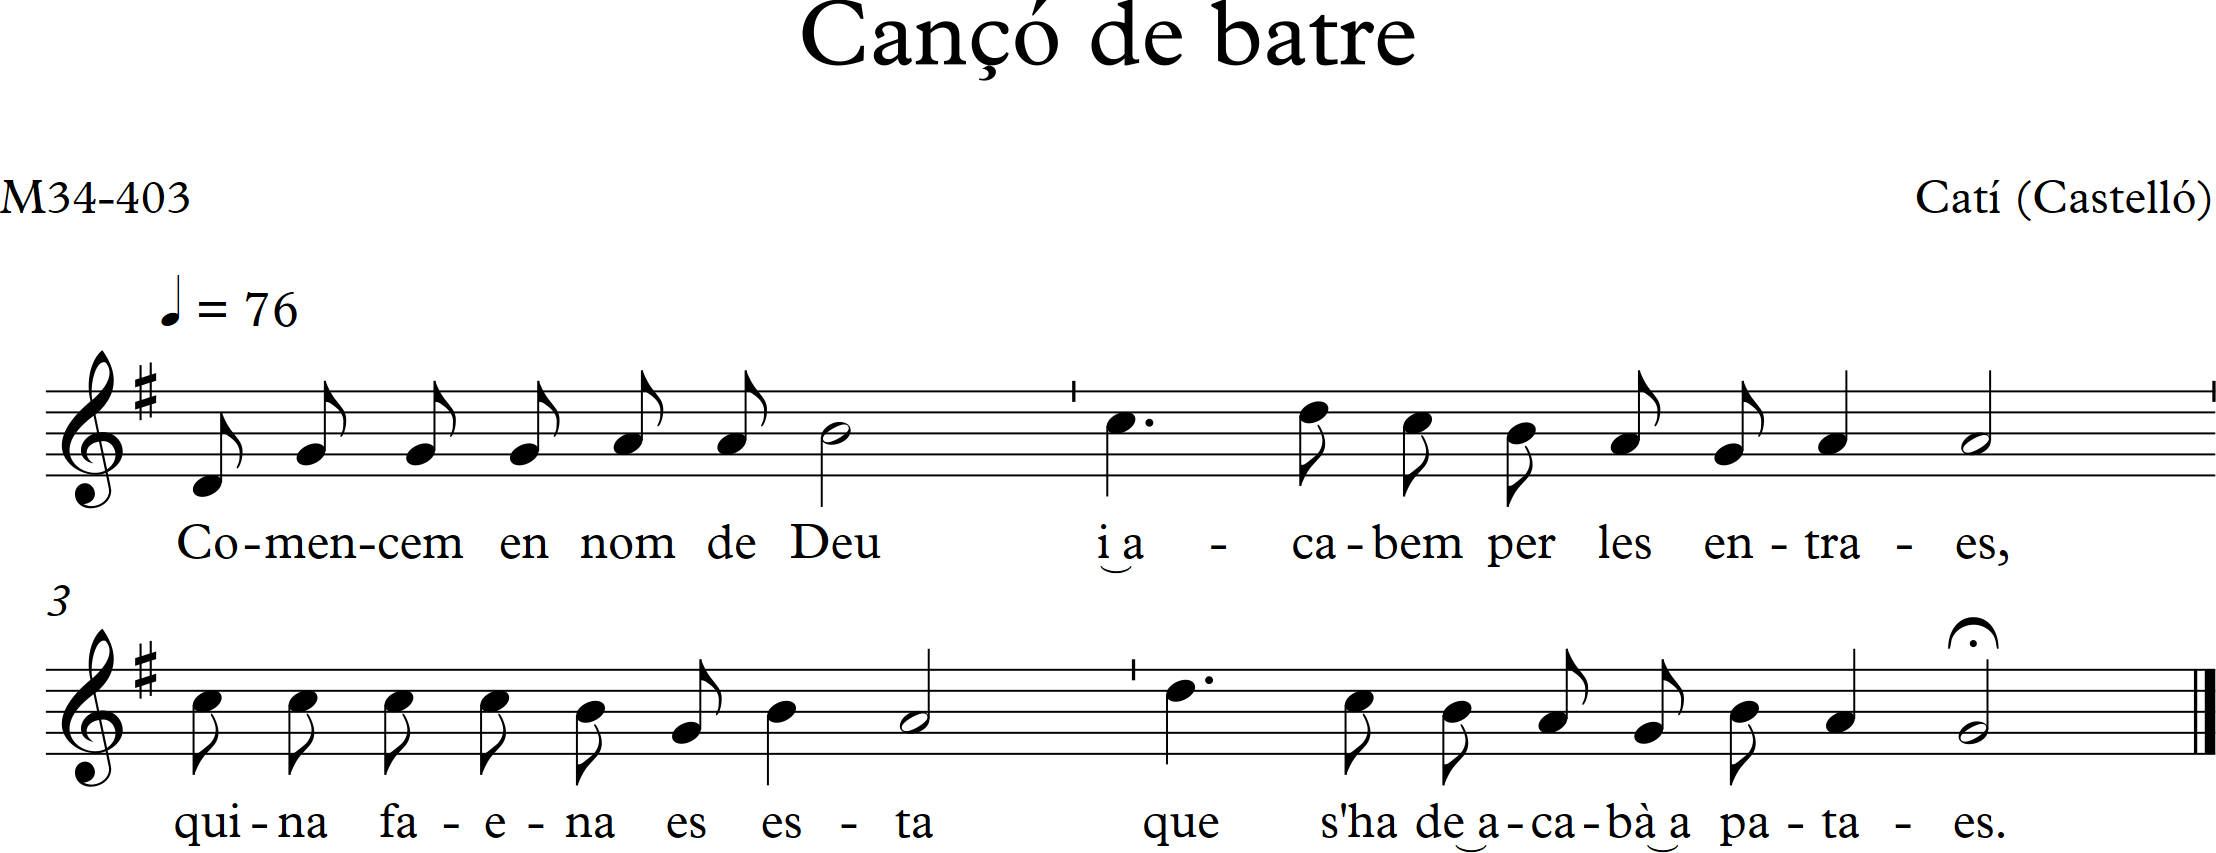 Cançó de batre
M34-403
Catí (Castelló)
= 76
Co-men-cem en nom de Deu i a - ca-bem per les en-tra - es,
3
qui-na fa-e-na es es-ta que s'ha de a-ca-bà a pa-ta - es.